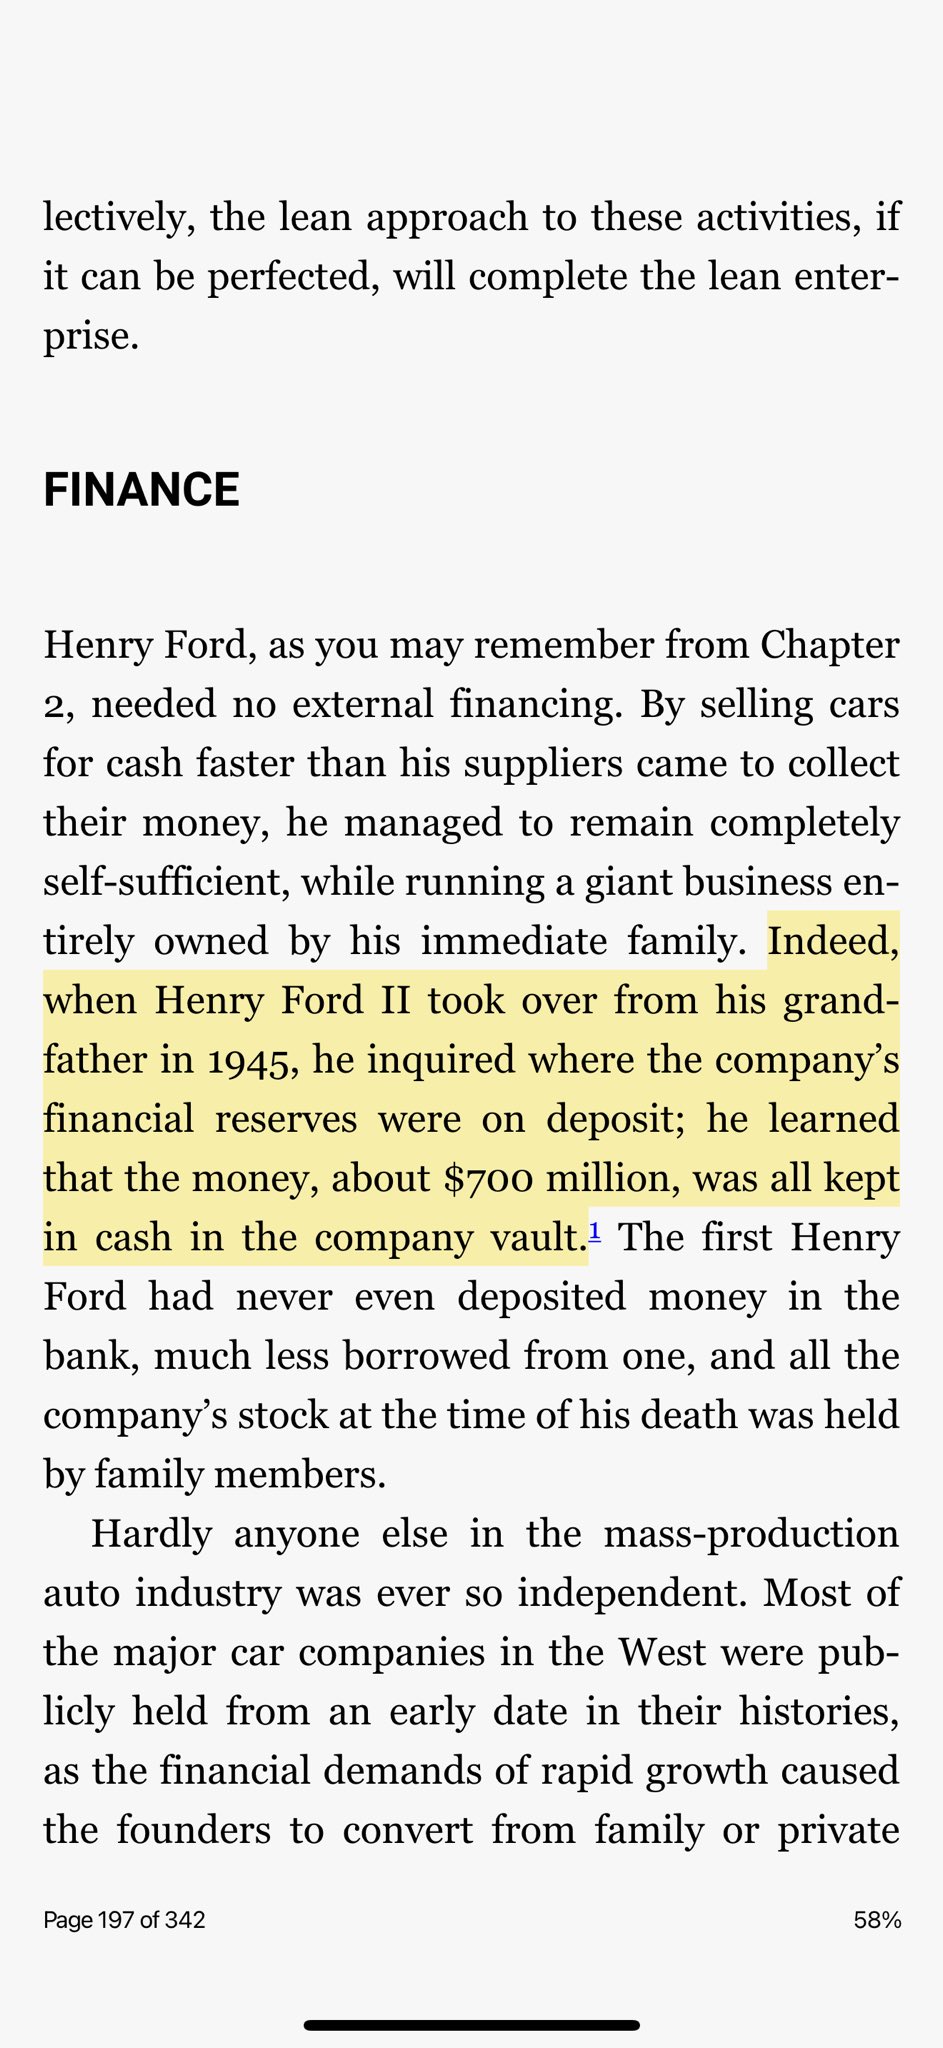 lectively, the lean approach to these activities, if
it can be perfected, will complete the lean enter-
prise.
FINANCE
Henry Ford, as you may remember from Chapter
2, needed no external financing. By selling cars
for cash faster than his suppliers came to collect
their money, he managed to remain completely
self-sufficient, while running a giant business en-
tirely owned by his immediate family. Indeed,
when Henry Ford II took over from his grand-
father in 1945, he inquired where the company’s
financial reserves were on deposit; he learned
that the money, about $700 million, was all kept
in cash in the company vault.1 The first Henry
Ford had never even deposited money in the
bank, much less borrowed from one, and all the
company’s stock at the time of his death was held
by family members.
Hardly anyone else in the mass-production
auto industry was ever so independent. Most of
the major car companies in the West were pub-
licly held from an early date in their histories,
as the financial demands of rapid growth caused
the founders to convert from family or private
Page 197 of 342
58%